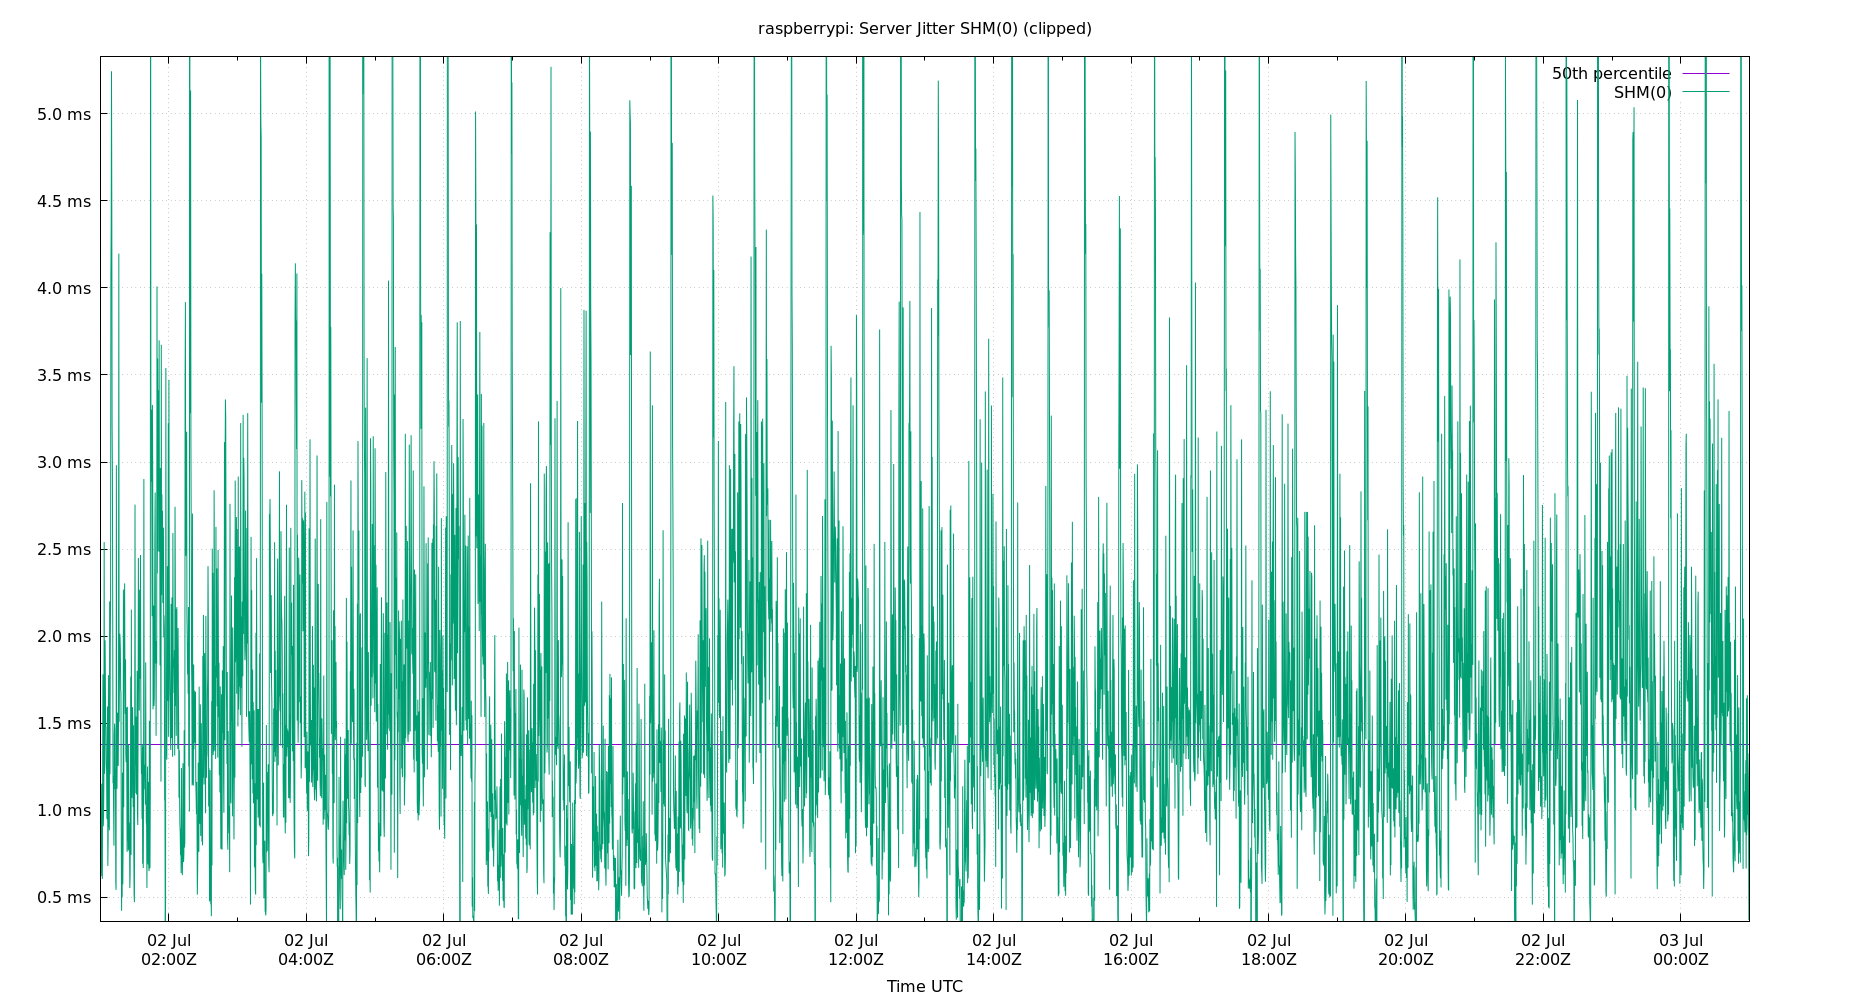 raspberrypi: Server Jitter SHM(0) (clipped)
50th percentile
SHM(0)
5.0 ms
4.5 ms
4.0 ms
3.5 ms
3.0 ms
2.5 ms
2.0 ms
1.5 ms
1.0 ms
0.5 ms
02 Jul 02 Jul 02 Jul 02 Jul 02 Jul 02 Jul 02 Jul 02 Jul 02 Jul 02 Jul 02 Jul 03 Jul
02:00Z 04:00Z 06:00Z 08:00Z 10:00Z 12:00Z 14:00Z 16:00Z 18:00Z 20:00Z 22:00Z 00:00Z
Time UTC